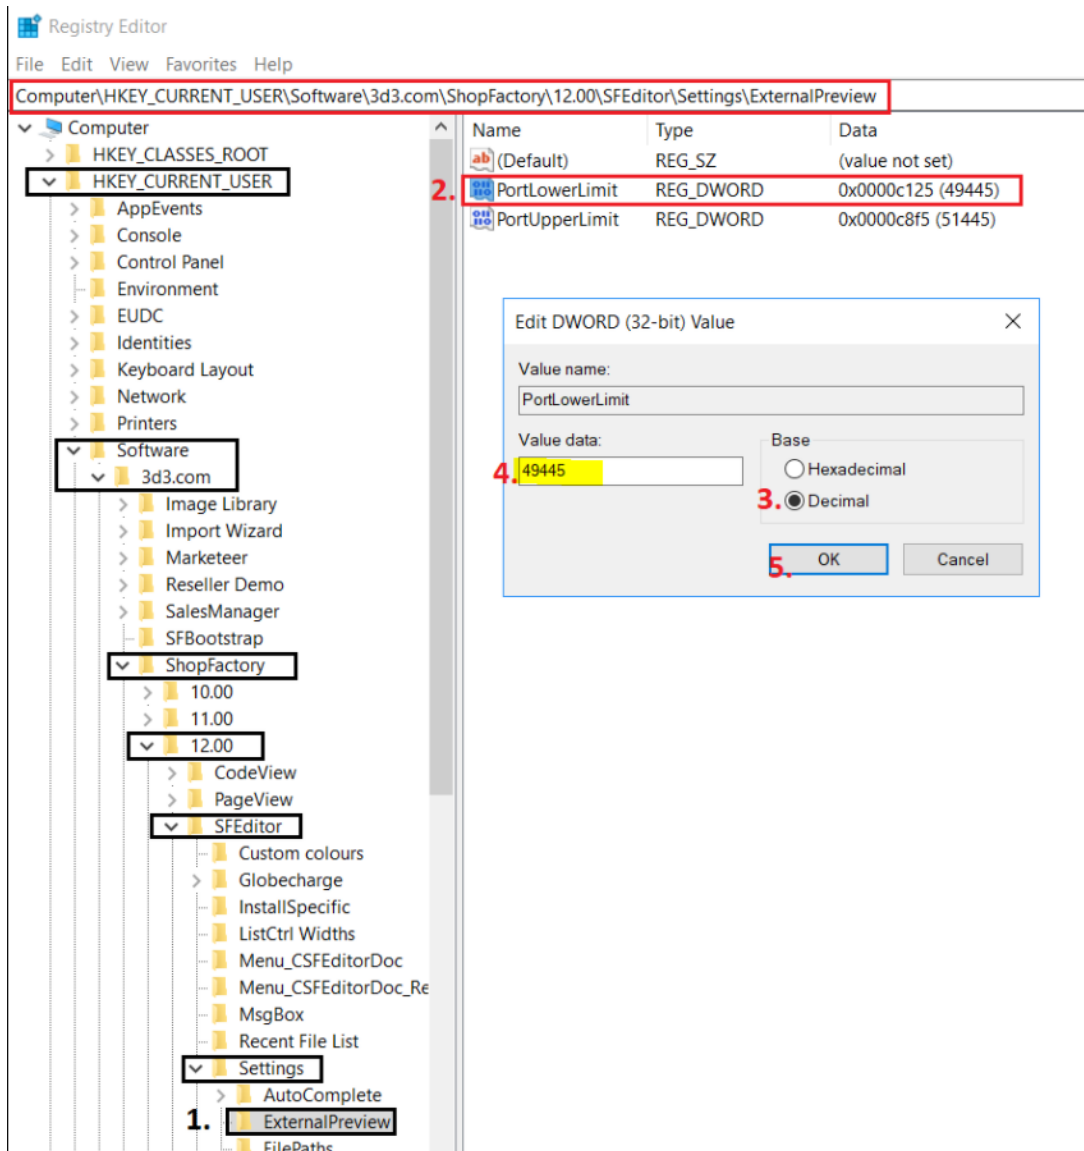 Registry Editor
File Edit View Favorites Help
Computer\HKEY_CURRENT_USER\Software\3d3.com\ShopFactory\12.00\SFEditor\Settings\ExternalPreview
Computer
HKEY_CLASSES_ROOT
HKEY_CURRENT_USER
AppEvents
Console
Control Panel
Environment
EUDC
Identities
Keyboard Layout
Network
Printers
Software
3d3.com
Image Library
Import Wizard
Marketeer
Reseller Demo
SalesManager
SFBootstrap
ShopFactory
10.00
11.00
12.00
CodeView
PageView
SFEditor
Custom colours
Globecharge
InstallSpecific
ListCtrl Widths
Menu_CSFEditorDoc
Menu_CSFEditorDoc_Re
MsgBox
Recent File List
Settings
AutoComplete
1. ExternalPreview
FilePaths
Name Type Data
ab (Default) REG_SZ (value not set)
2. PortLowerLimit REG_DWORD 0x0000c125 (49445)
PortUpperLimit REG_DWORD 0x0000c8f5 (51445)
Edit DWORD (32-bit) Value
Value name:
PortLowerLimit
Value data:
4. 49445
Base
Hexadecimal
3. Decimal
5. OK Cancel